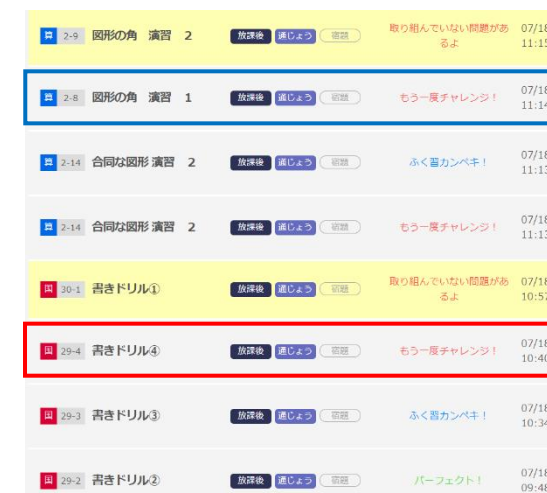 算 2-9 図形の角 演習 2 放課後 通じょう 宿題 取り組んでいない問題があ 07/18
るよ 11:15
算 2-8 図形の角 演習 1 放課後 通じょう 宿題 もう一度チャレンジ！ 07/18
11:14
算 2-14 合同な図形 演習 2 放課後 通じょう 宿題 ふく習カンペキ！ 07/18
11:13
算 2-14 合同な図形 演習 2 放課後 通じょう 宿題 もう一度チャレンジ！ 07/18
11:13
国 30-1 書きドリル① 放課後 通じょう 宿題 取り組んでいない問題があ 07/18
るよ 10:57
国 29-4 書きドリル④ 放課後 通じょう 宿題 もう一度チャレンジ！ 07/18
10:40
国 29-3 書きドリル③ 放課後 通じょう 宿題 ふく習カンペキ！ 07/18
10:34
国 29-2 書きドリル② 放課後 通じょう 宿題 パーフェクト！ 07/18
09:48